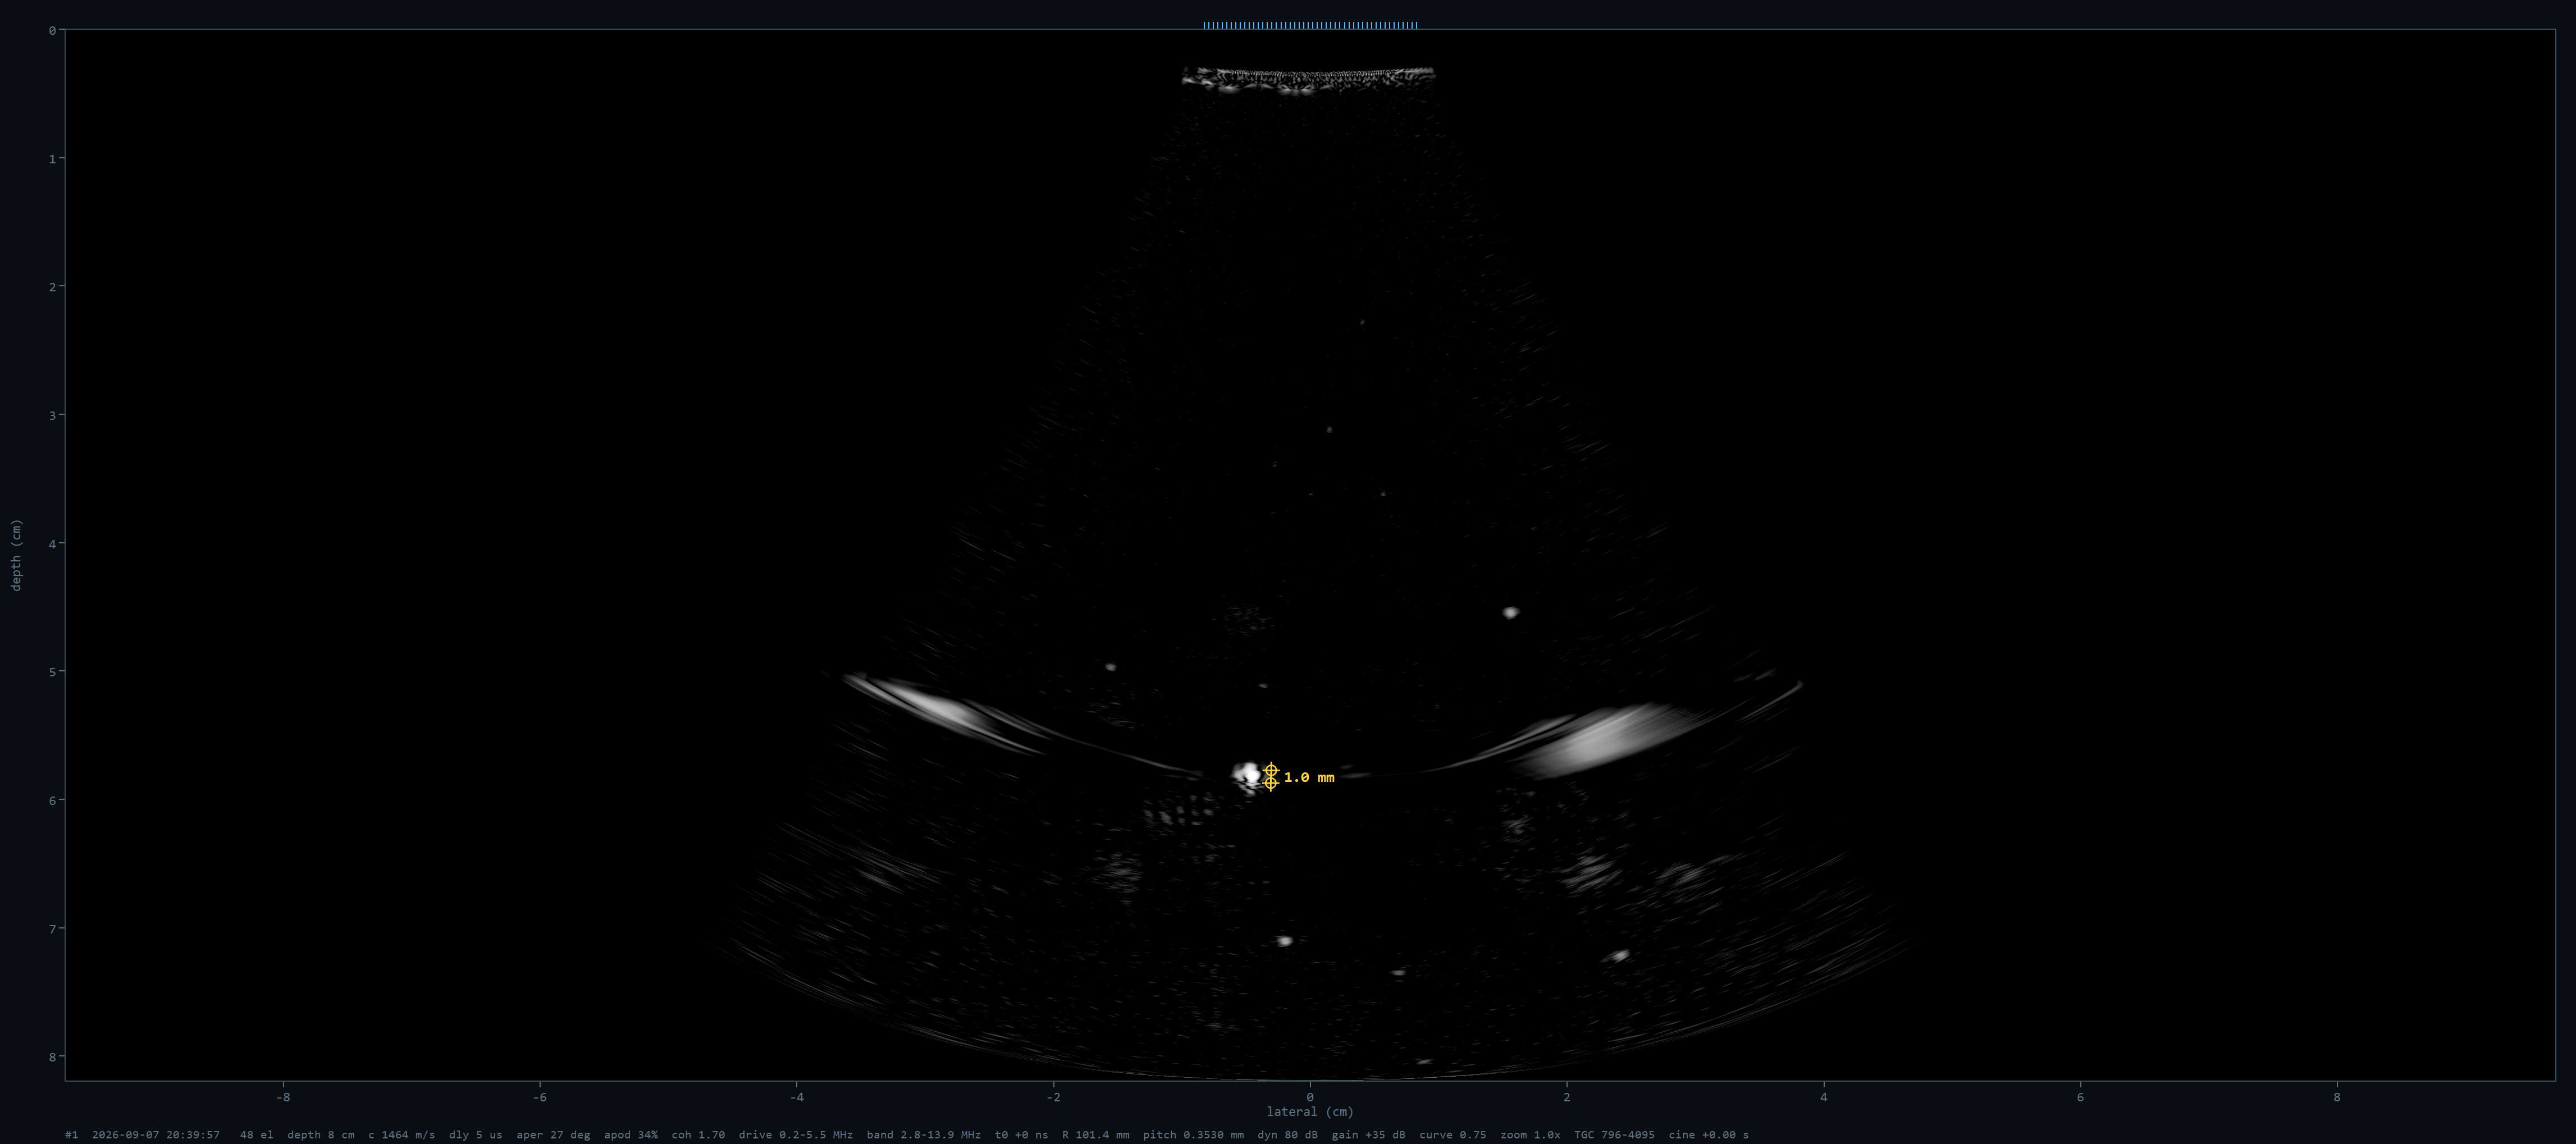 0
1
2
3
4
5
6
7
8
depth (cm)
1.0 mm
-8 -6 -4 -2 0 2 4 6 8
lateral (cm)
#1 2026-09-07 20:39:57 48 el depth 8 cm c 1464 m/s dly 5 us aper 27 deg apod 34% coh 1.70 drive 0.2-5.5 MHz band 2.8-13.9 MHz t0 +0 ns R 101.4 mm pitch 0.3530 mm dyn 80 dB gain +35 dB curve 0.75 zoom 1.0x TGC 796-4095 cine +0.00 s